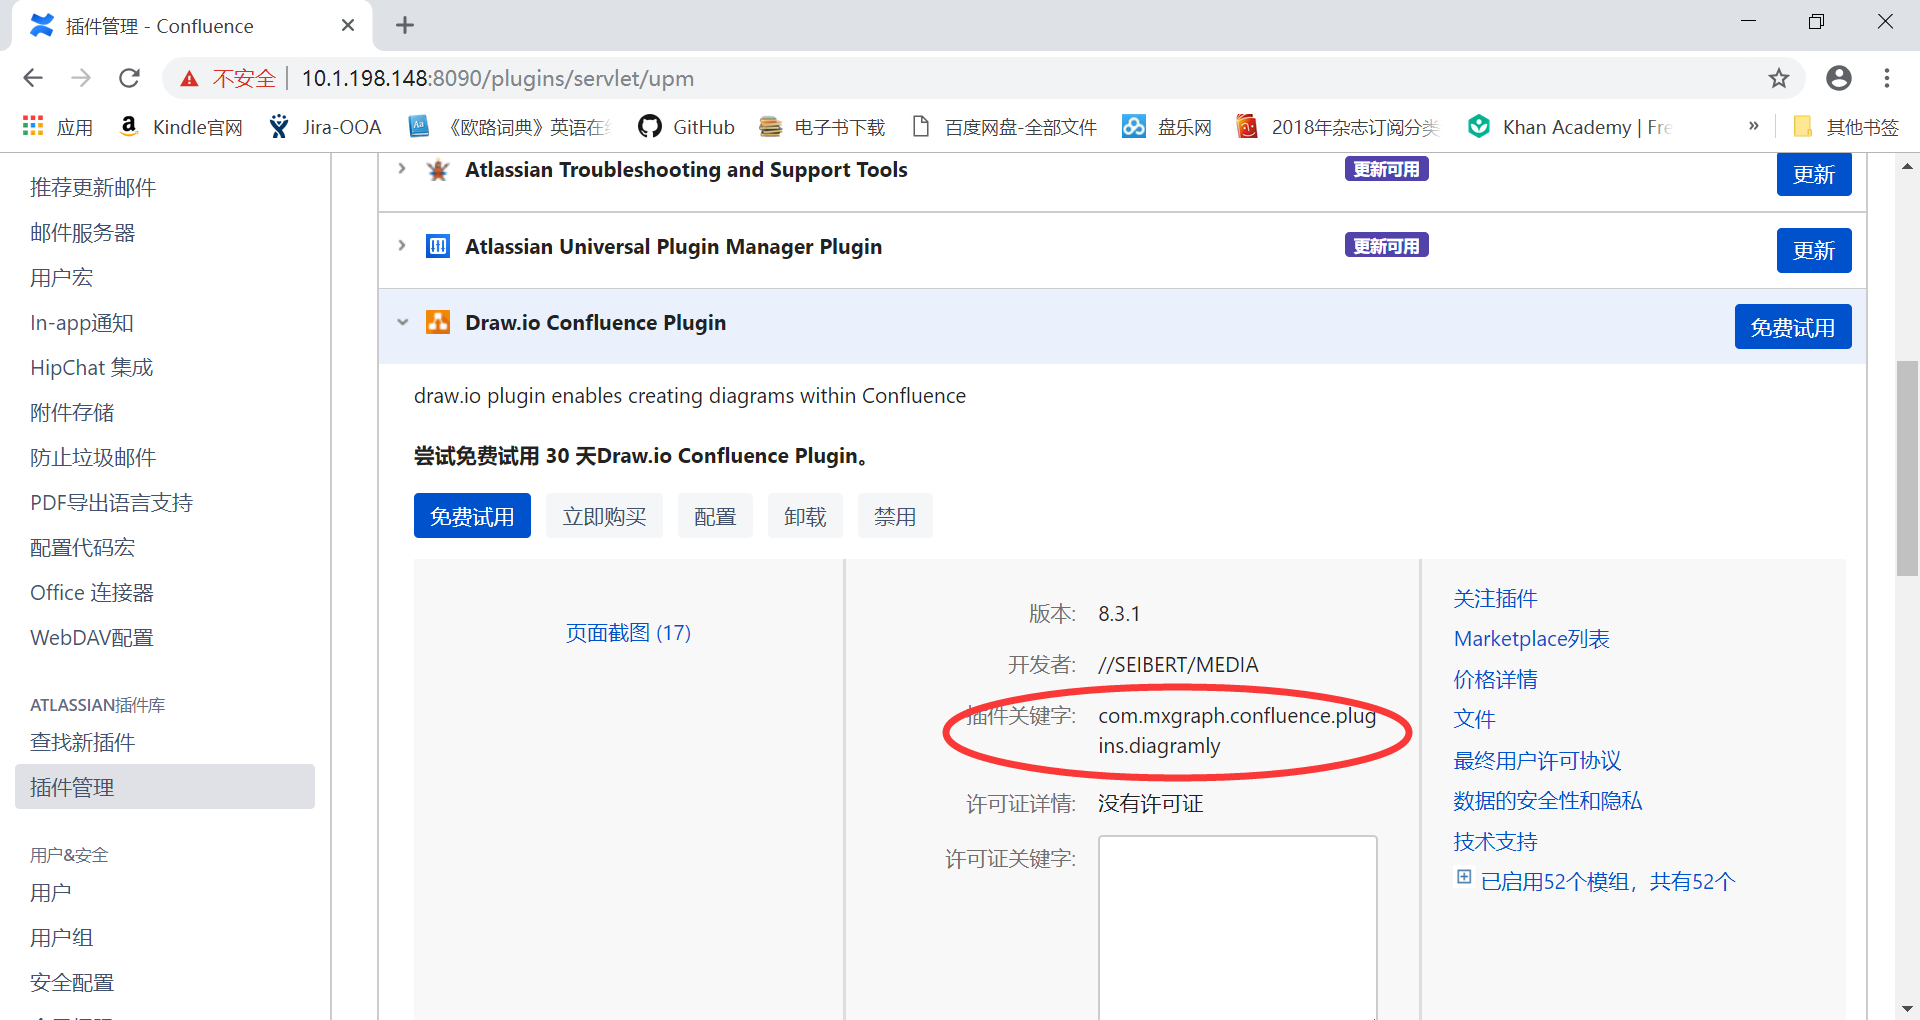 插件管理 - Confluence
不安全 | 10.1.198.148:8090/plugins/servlet/upm
应用
Kindle官网
Jira-OOA
《欧路词典》英语在
GitHub
电子书下载
百度网盘-全部文件
盘乐网
2018年杂志订阅分类
Khan Academy | Fre
»
其他书签
推荐更新邮件
邮件服务器
用户宏
In-app通知
HipChat 集成
附件存储
防止垃圾邮件
PDF导出语言支持
配置代码宏
Office 连接器
WebDAV配置
ATLASSIAN插件库
查找新插件
插件管理
用户&安全
用户
用户组
安全配置
Atlassian Troubleshooting and Support Tools
更新可用
更新
Atlassian Universal Plugin Manager Plugin
更新可用
更新
Draw.io Confluence Plugin
免费试用
draw.io plugin enables creating diagrams within Confluence
尝试免费试用 30 天Draw.io Confluence Plugin。
免费试用
立即购买
配置
卸载
禁用
页面截图 (17)
版本: 8.3.1
开发者: //SEIBERT/MEDIA
插件关键字: com.mxgraph.confluence.plug
ins.diagramly
许可证详情: 没有许可证
许可证关键字:
关注插件
Marketplace列表
价格详情
文件
最终用户许可协议
数据的安全性和隐私
技术支持
已启用52个模组，共有52个